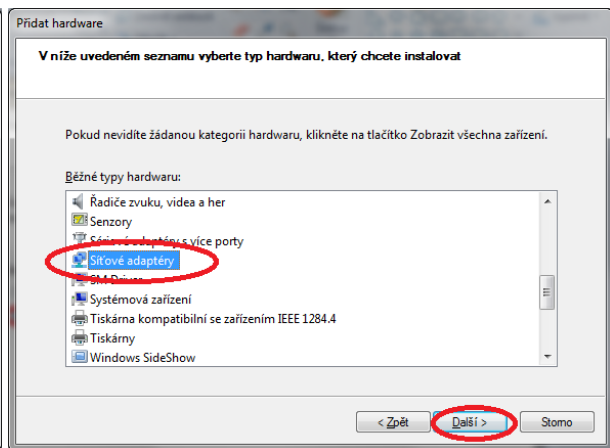 Přidat hardware
V níže uvedeném seznamu vyberte typ hardwaru, který chcete instalovat
Pokud nevidíte žádanou kategorii hardwaru, klikněte na tlačítko Zobrazit všechna zařízení.
Běžné typy hardwaru:
Řadiče zvuku, videa a her
Senzory
Sériové adaptéry s více porty
Síťové adaptéry
SM Driver
Systémová zařízení
Tiskárna kompatibilní se zařízením IEEE 1284.4
Tiskárny
Windows SideShow
< Zpět
Další >
Storno